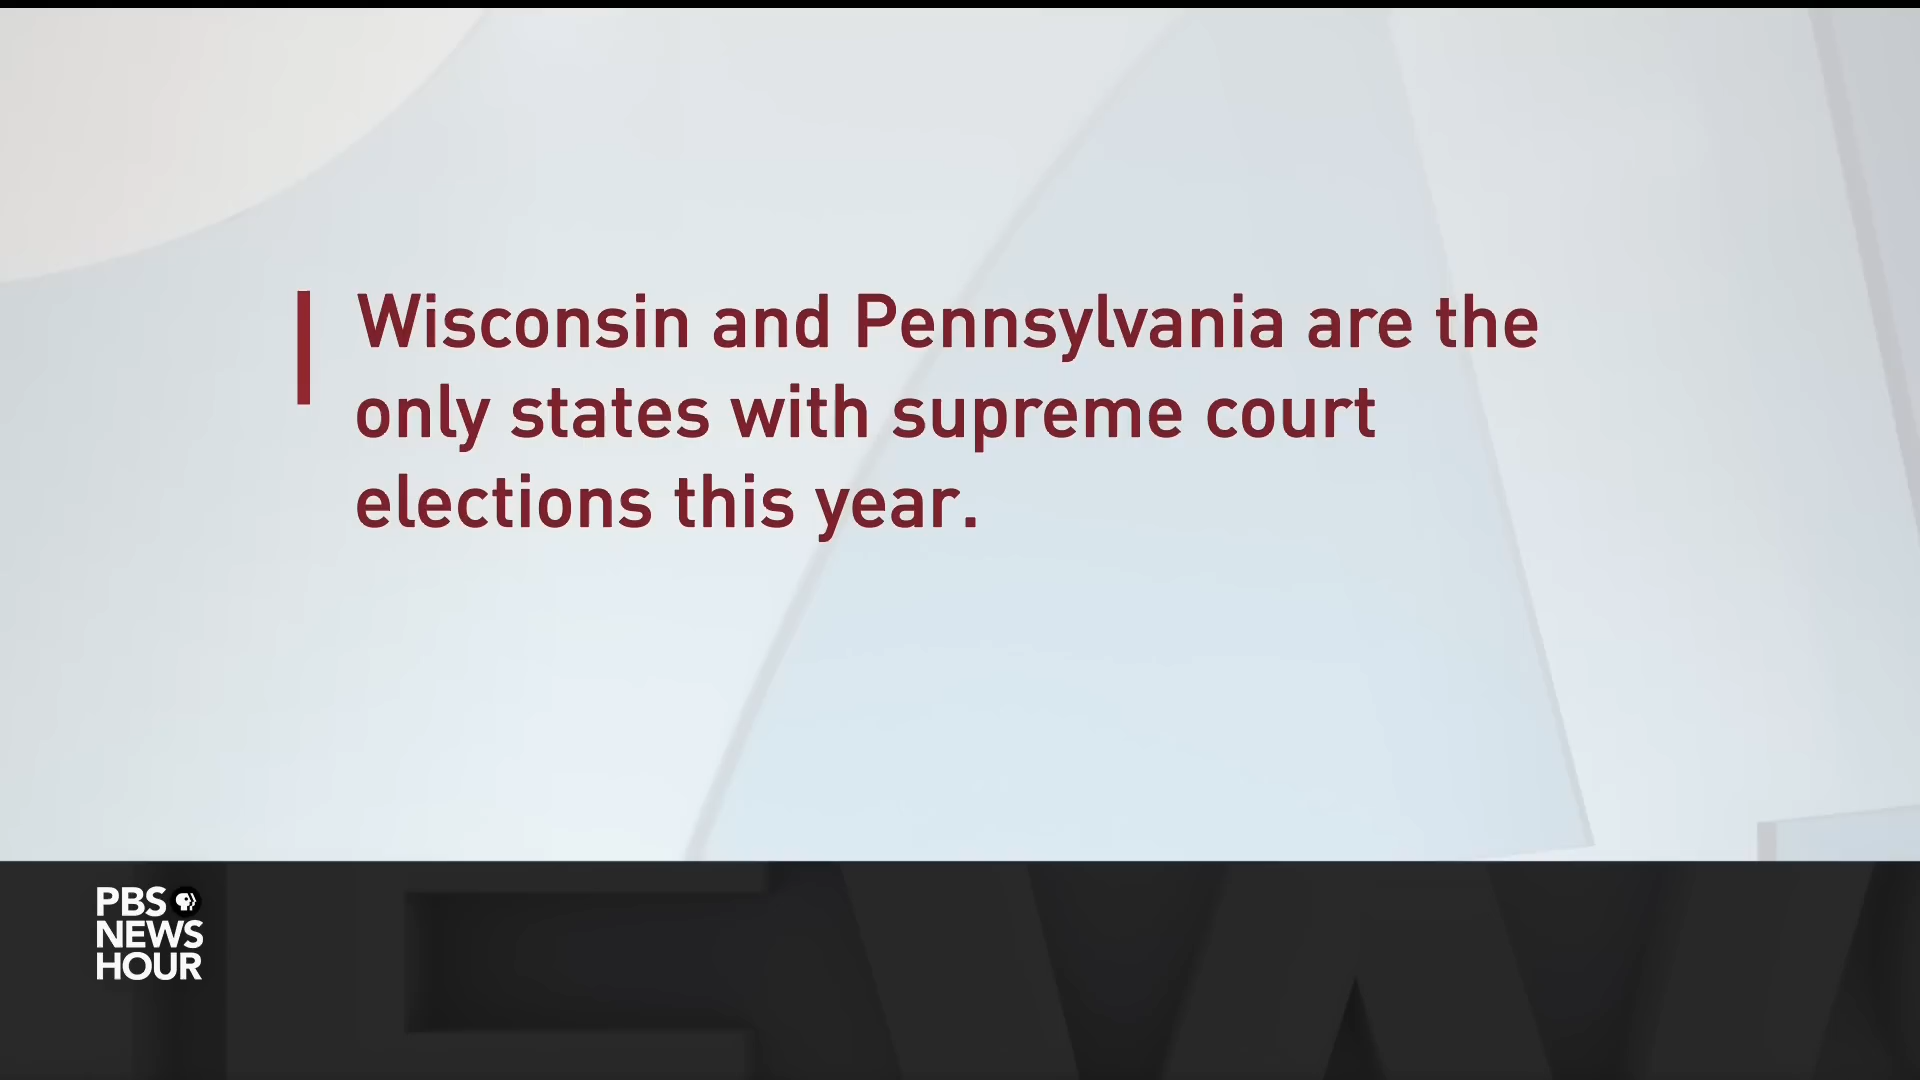 Wisconsin and Pennsylvania are the
only states with supreme court
elections this year.
PBS
NEWS
HOUR